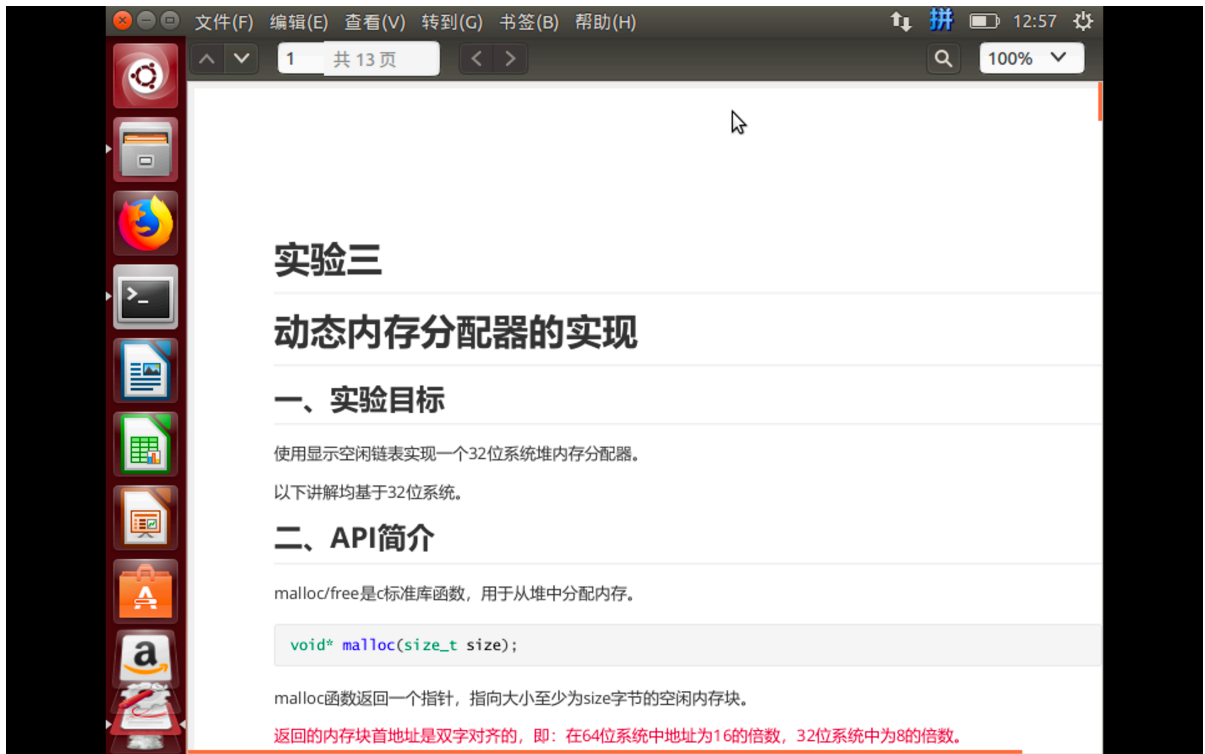 文件(F) 编辑(E) 查看(V) 转到(G) 书签(B) 帮助(H) 拼 12:57
1 共 13 页 100%
实验三
动态内存分配器的实现
一、实验目标
使用显示空闲链表实现一个32位系统堆内存分配器。
以下讲解均基于32位系统。
二、API简介
malloc/free是c标准库函数，用于从堆中分配内存。
void* malloc(size_t size);
malloc函数返回一个指针，指向大小至少为size字节的空闲内存块。
返回的内存块首地址是双字对齐的，即：在64位系统中地址为16的倍数，32位系统中为8的倍数。